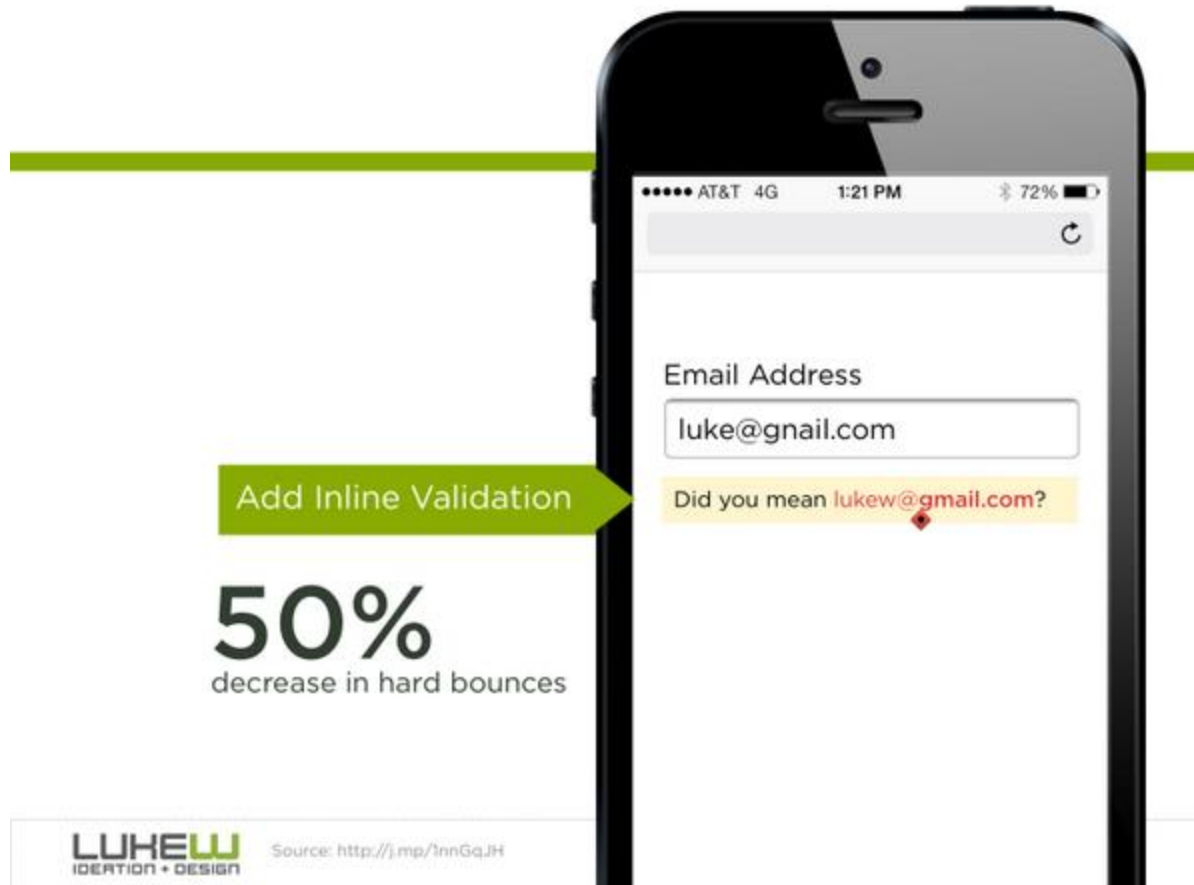 AT&T 4G 1:21 PM 72%
Email Address
luke@gnail.com
Add Inline Validation
Did you mean lukew@gmail.com?
50%
decrease in hard bounces
LUKEW
IDEATION + DESIGN
Source: http://j.mp/1nnGqJH